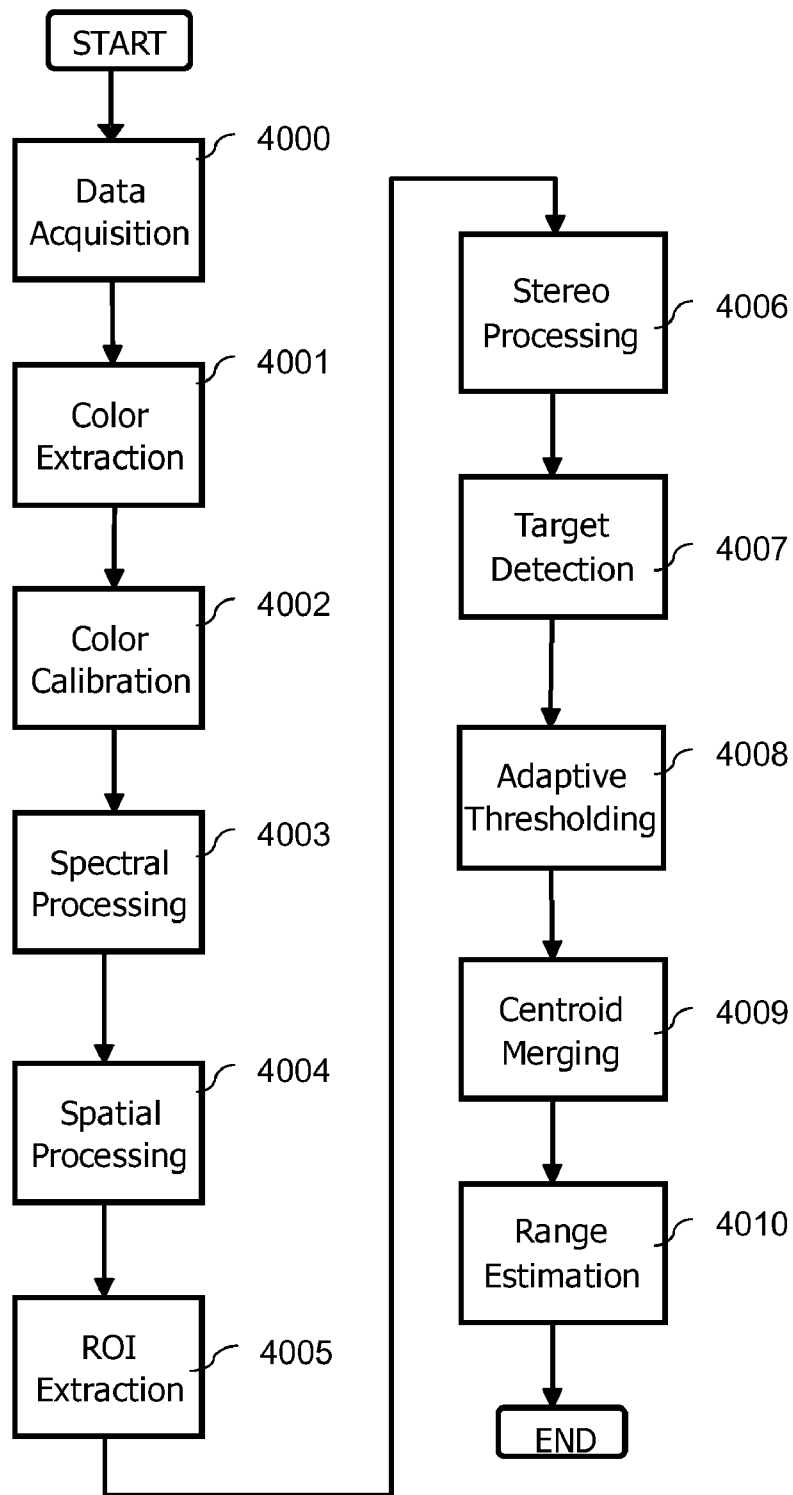 START
4000
Data
Acquisition
4001
Color
Extraction
4002
Color
Calibration
4003
Spectral
Processing
4004
Spatial
Processing
4005
ROI
Extraction
4006
Stereo
Processing
4007
Target
Detection
4008
Adaptive
Thresholding
4009
Centroid
Merging
4010
Range
Estimation
END